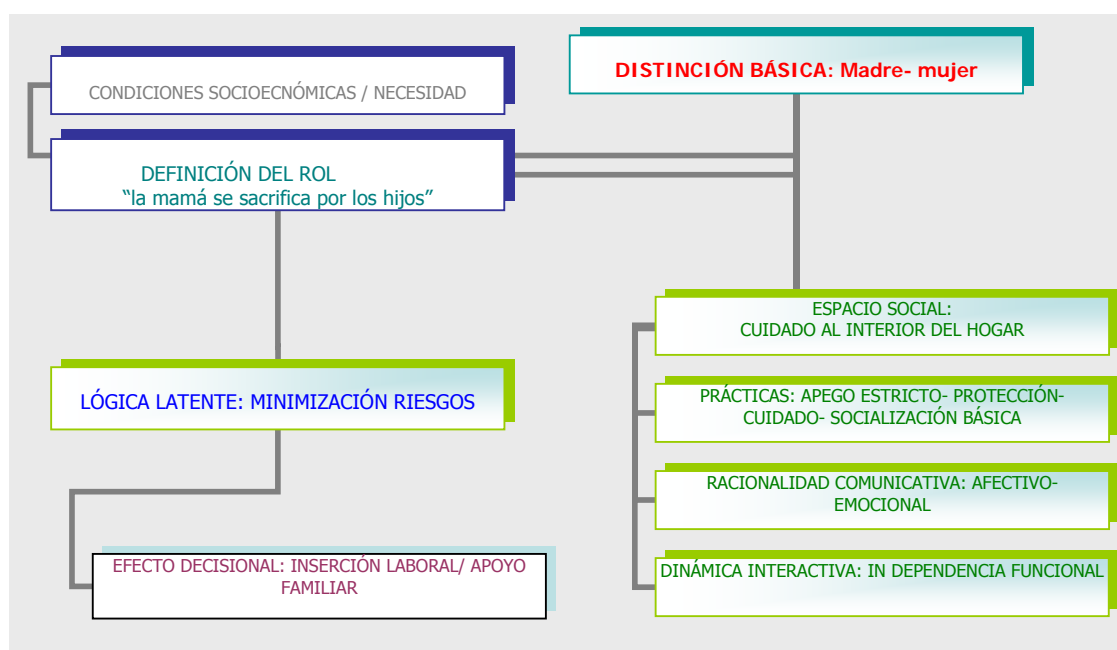 DISTINCIÓN BÁSICA: Madre- mujer
CONDICIONES SOCIOECNÓMICAS / NECESIDAD
DEFINICIÓN DEL ROL
“la mamá se sacrifica por los hijos”
LÓGICA LATENTE: MINIMIZACIÓN RIESGOS
EFECTO DECISIONAL: INSERCIÓN LABORAL/ APOYO
FAMILIAR
ESPACIO SOCIAL:
CUIDADO AL INTERIOR DEL HOGAR
PRÁCTICAS: APEGO ESTRICTO- PROTECCIÓN-
CUIDADO- SOCIALIZACIÓN BÁSICA
RACIONALIDAD COMUNICATIVA: AFECTIVO-
EMOCIONAL
DINÁMICA INTERACTIVA: IN DEPENDENCIA FUNCIONAL